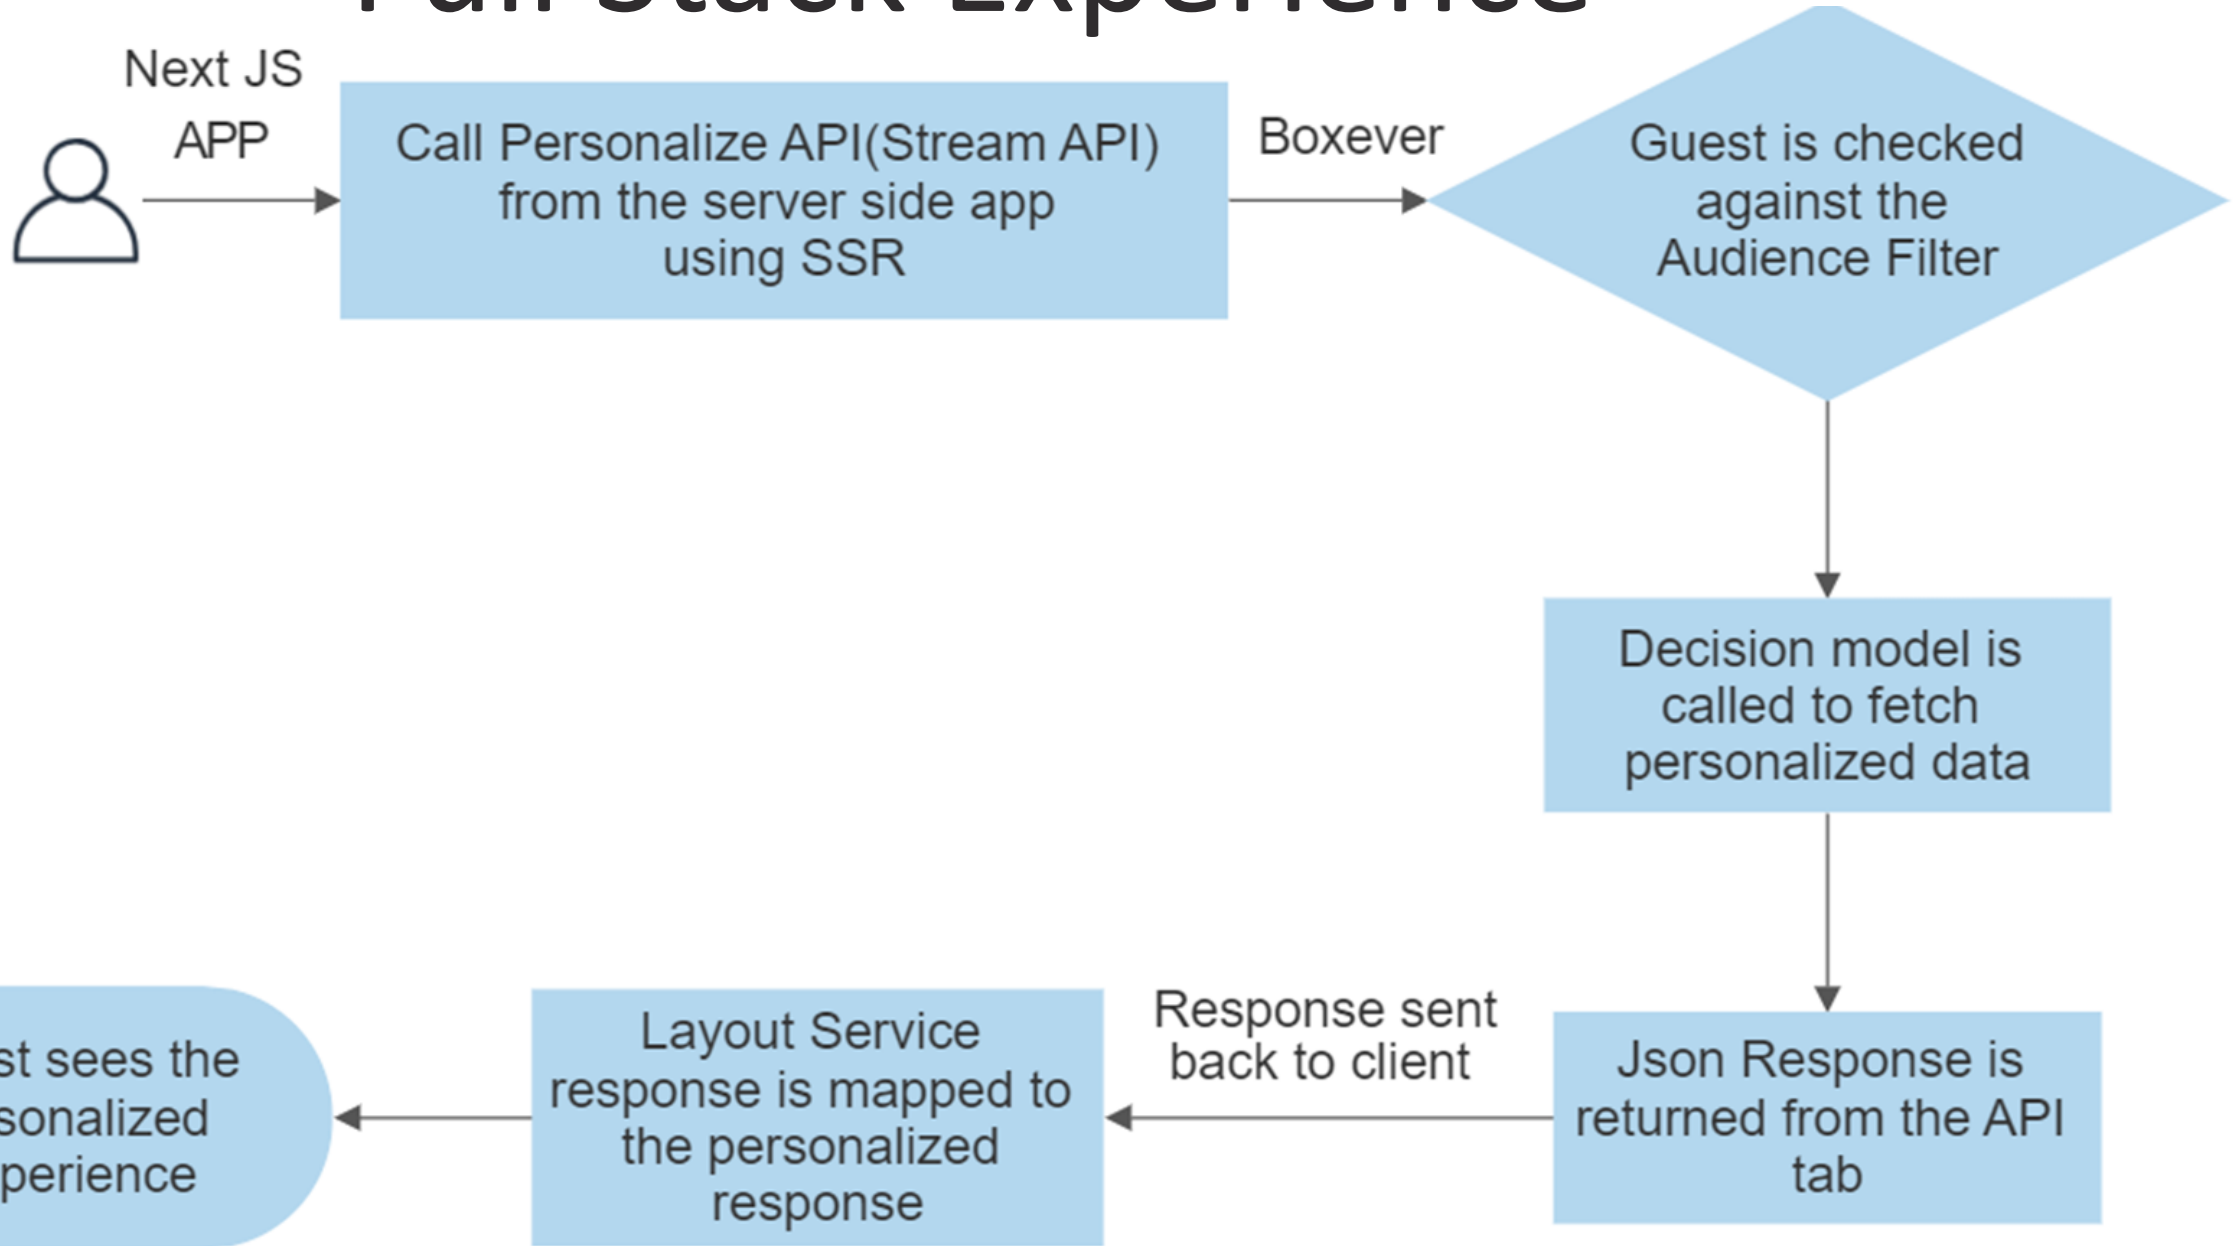 Full Stack Experience
Next JS
APP
Call Personalize API(Stream API)
from the server side app
using SSR
Boxever
Guest is checked
against the
Audience Filter
Decision model is
called to fetch
personalized data
Json Response is
returned from the API
tab
Response sent
back to client
Layout Service
response is mapped to
the personalized
response
st sees the
sonalized
perience